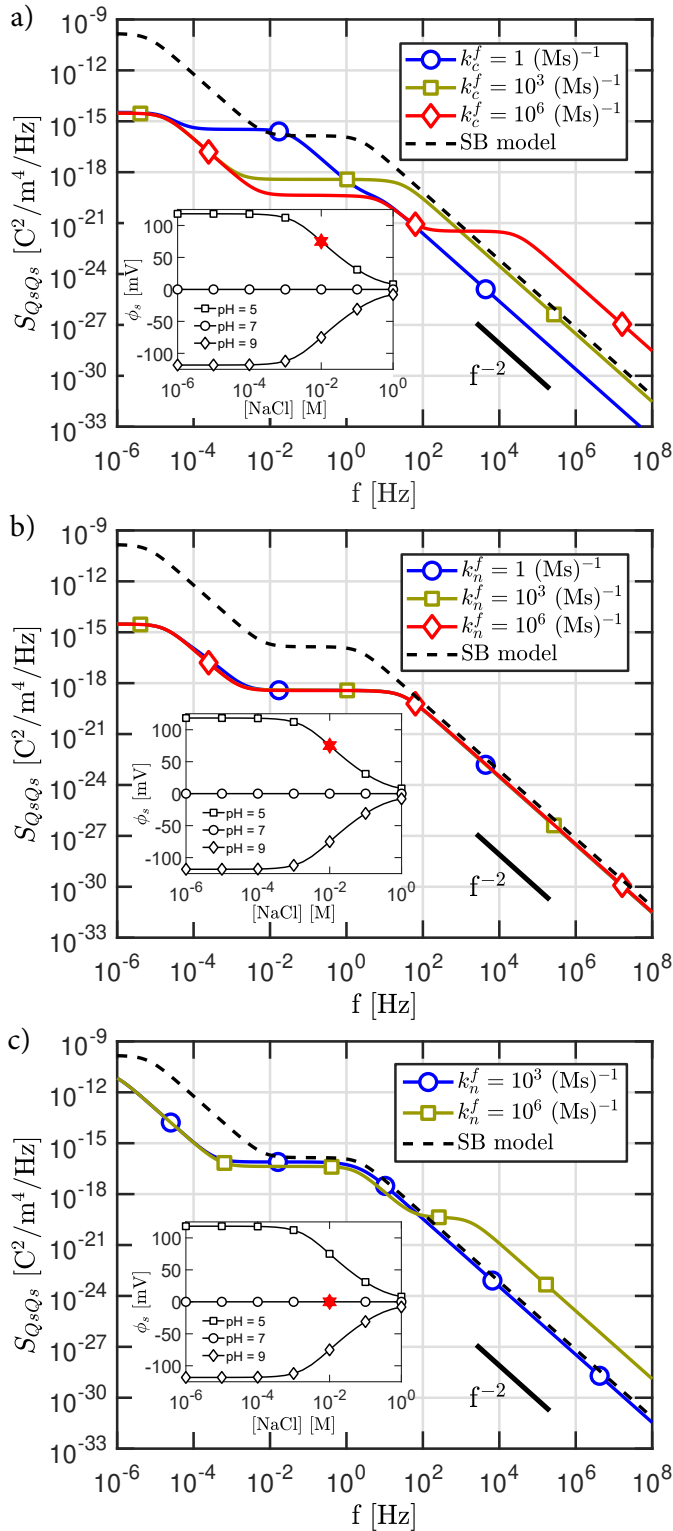 a)
10^-9
10^-12
10^-15
10^-18
10^-21
10^-24
10^-27
10^-30
10^-33
S_QsQs [C²/m⁴/Hz]
k_c^f = 1 (Ms)^-1
k_c^f = 10^3 (Ms)^-1
k_c^f = 10^6 (Ms)^-1
SB model
100
50
0
-50
-100
ϕ_s [mV]
pH = 5
pH = 7
pH = 9
10^-6 10^-4 10^-2 10^0
[NaCl] [M]
f^-2
10^-6 10^-4 10^-2 10^0 10^2 10^4 10^6 10^8
f [Hz]
b)
10^-9
10^-12
10^-15
10^-18
10^-21
10^-24
10^-27
10^-30
10^-33
S_QsQs [C²/m⁴/Hz]
k_n^f = 1 (Ms)^-1
k_n^f = 10^3 (Ms)^-1
k_n^f = 10^6 (Ms)^-1
SB model
100
50
0
-50
-100
ϕ_s [mV]
pH = 5
pH = 7
pH = 9
10^-6 10^-4 10^-2 10^0
[NaCl] [M]
f^-2
10^-6 10^-4 10^-2 10^0 10^2 10^4 10^6 10^8
f [Hz]
c)
10^-9
10^-12
10^-15
10^-18
10^-21
10^-24
10^-27
10^-30
10^-33
S_QsQs [C²/m⁴/Hz]
k_n^f = 10^3 (Ms)^-1
k_n^f = 10^6 (Ms)^-1
SB model
100
50
0
-50
-100
ϕ_s [mV]
pH = 5
pH = 7
pH = 9
10^-6 10^-4 10^-2 10^0
[NaCl] [M]
f^-2
10^-6 10^-4 10^-2 10^0 10^2 10^4 10^6 10^8
f [Hz]